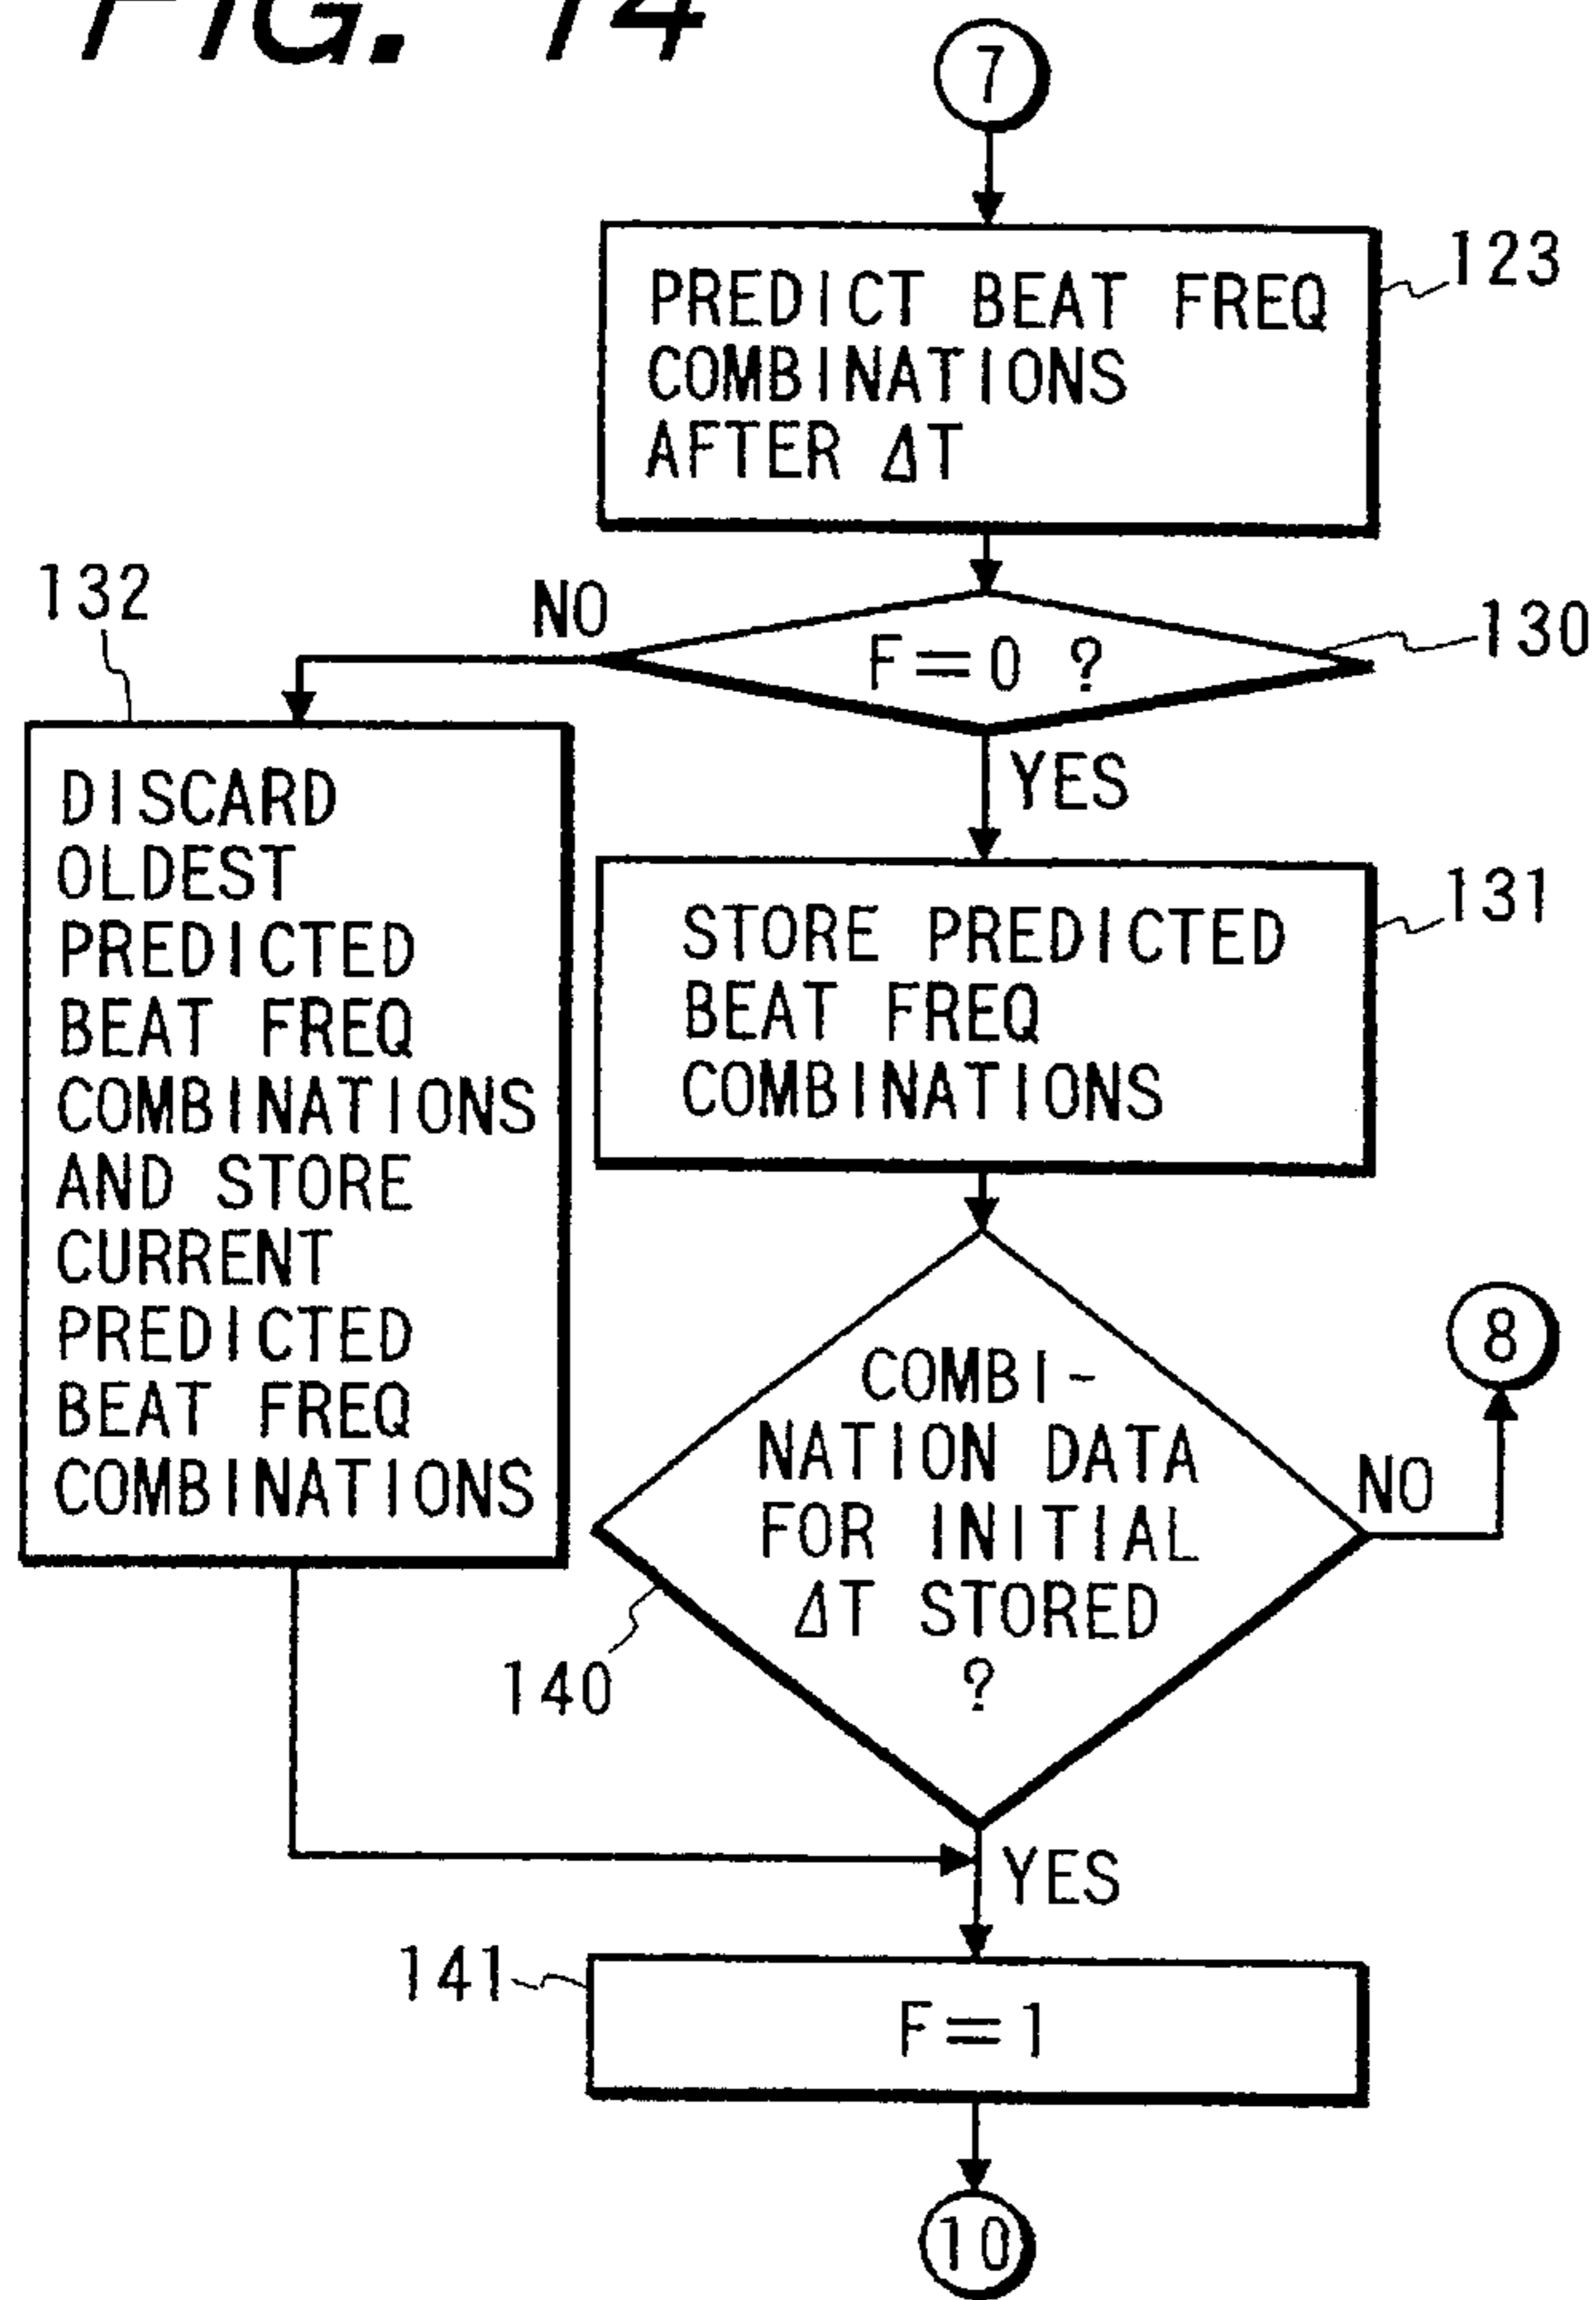 FIG. 14
7
PREDICT BEAT FREQ
COMBINATIONS
AFTER ΔT
123
132
NO
F=0 ?
130
YES
DISCARD
OLDEST
PREDICTED
BEAT FREQ
COMBINATIONS
AND STORE
CURRENT
PREDICTED
BEAT FREQ
COMBINATIONS
STORE PREDICTED
BEAT FREQ
COMBINATIONS
131
COMBI-
NATION DATA
FOR INITIAL
ΔT STORED
?
140
NO
8
YES
141
F=1
10